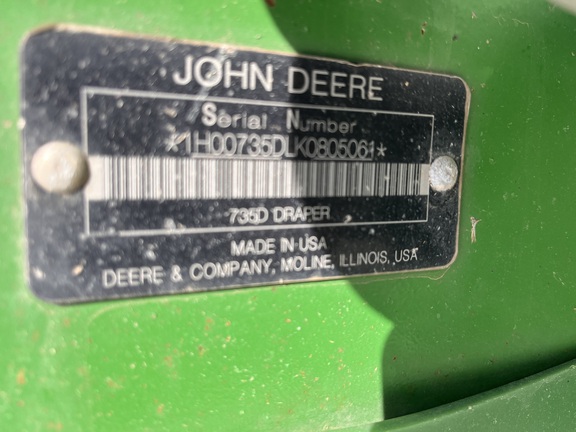 JOHN DEERE
Serial Number
*1H00735DLK0805061*
735D DRAPER
MADE IN USA
DEERE & COMPANY, MOLINE, ILLINOIS, USA